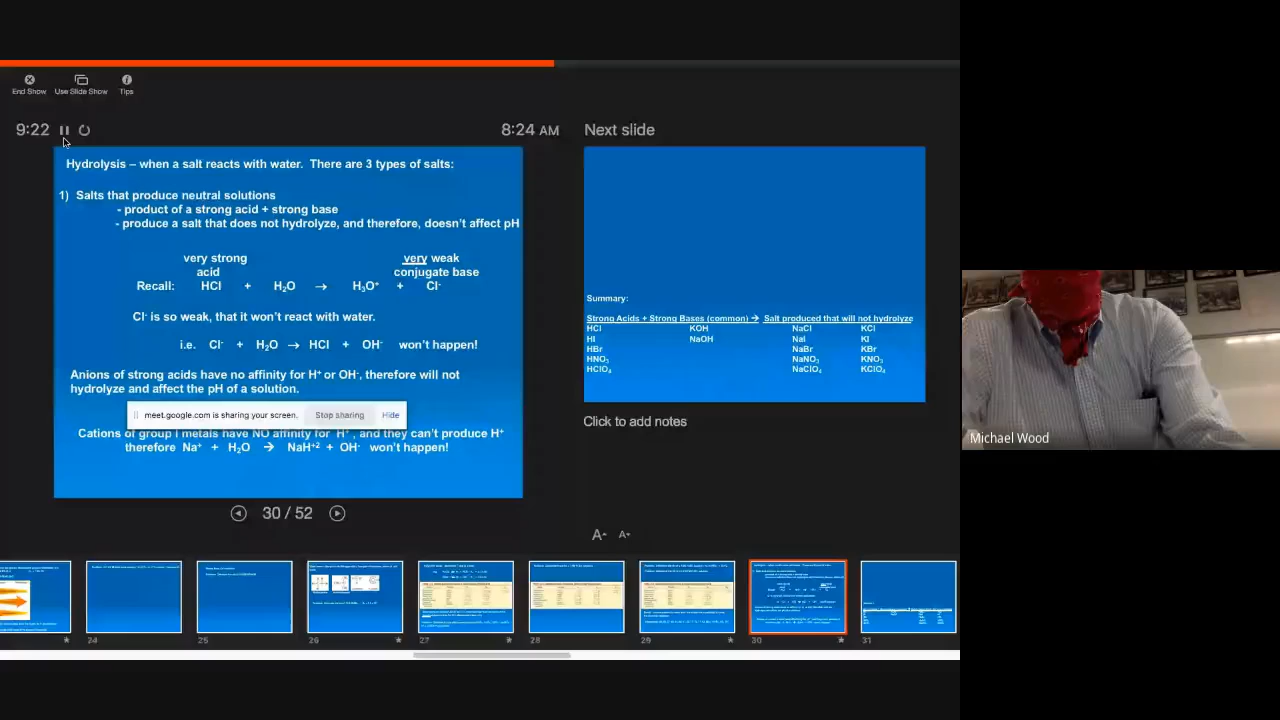 End Show
Use Slide Show
Tips
9:22
8:24 AM
Next slide
Hydrolysis – when a salt reacts with water. There are 3 types of salts:
1) Salts that produce neutral solutions
- product of a strong acid + strong base
- produce a salt that does not hydrolyze, and therefore, doesn't affect pH
very strong very weak
acid conjugate base
Recall: HCl + H₂O → H₃O⁺ + Cl⁻
Cl⁻ is so weak, that it won't react with water.
i.e. Cl⁻ + H₂O → HCl + OH⁻ won't happen!
Anions of strong acids have no affinity for H⁺ or OH⁻, therefore will not
hydrolyze and affect the pH of a solution.
meet.google.com is sharing your screen. Stop sharing Hide
Cations of group I metals have NO affinity for H⁺, and they can't produce H⁺
therefore Na⁺ + H₂O → NaH⁺² + OH⁻ won't happen!
30 / 52
Summary:
Strong Acids + Strong Bases (common) → Salt produced that will not hydrolyze
HCl KOH NaCl KCl
HI NaOH NaI KI
HBr NaBr KBr
HNO₃ NaNO₃ KNO₃
HClO₄ NaClO₄ KClO₄
Click to add notes
A A
24 25 26 27 28 29 30 31
Michael Wood